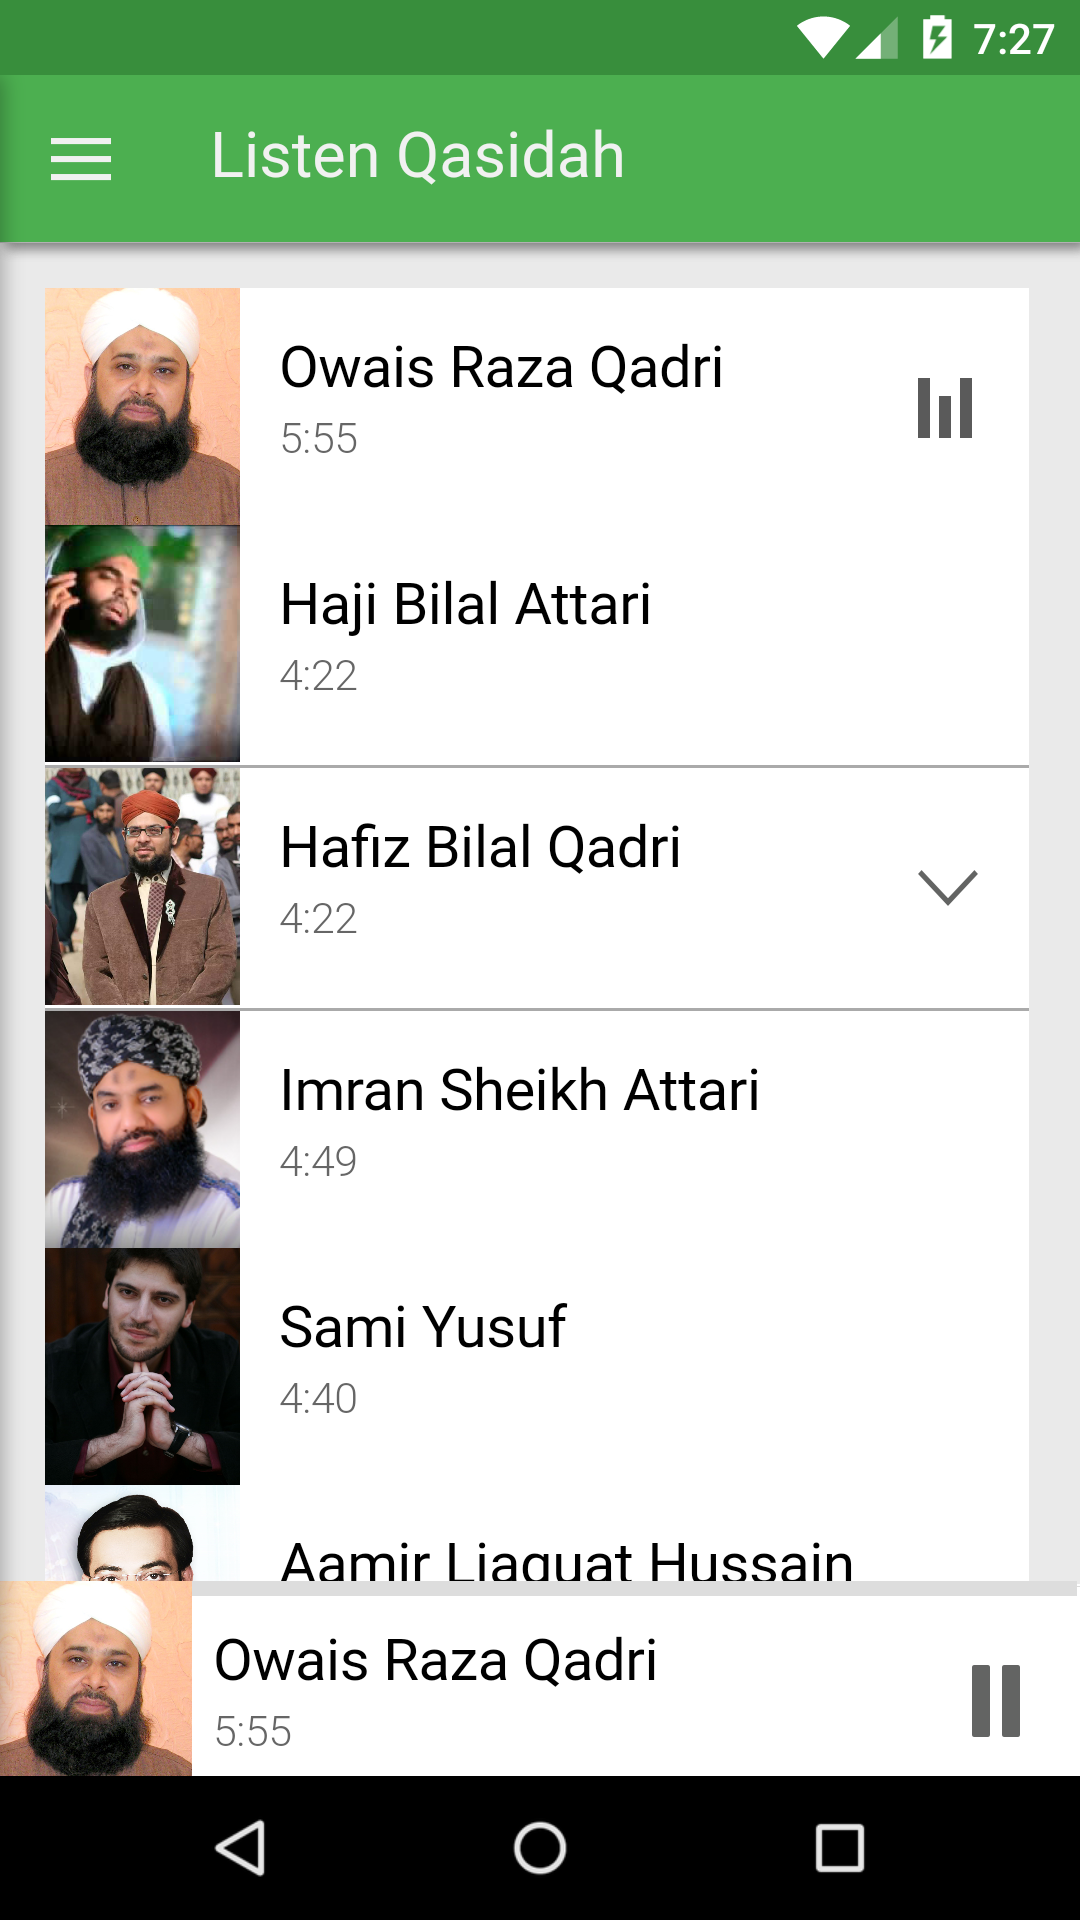 7:27
Listen Qasidah
Owais Raza Qadri
5:55
Haji Bilal Attari
4:22
Hafiz Bilal Qadri
4:22
Imran Sheikh Attari
4:49
Sami Yusuf
4:40
Aamir Liaquat Hussain
Owais Raza Qadri
5:55